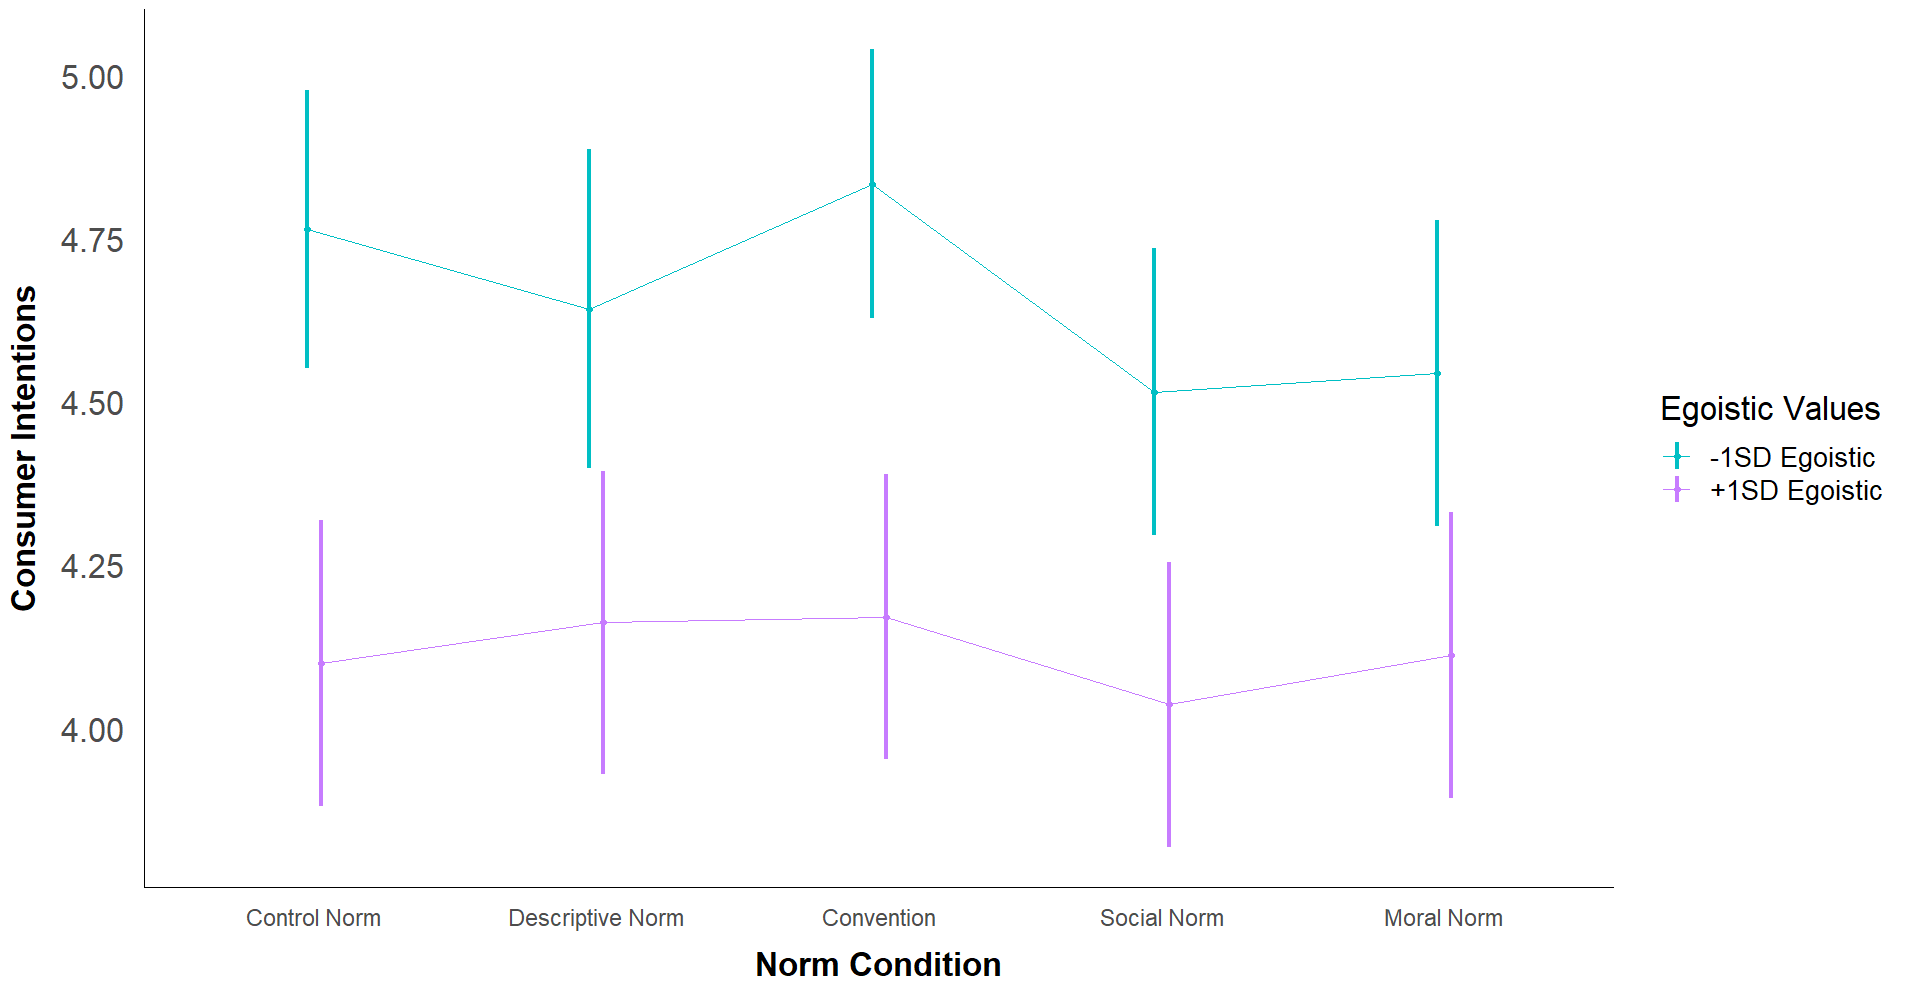 Consumer Intentions
5.00
4.75
4.50
4.25
4.00
Control Norm
Descriptive Norm
Convention
Social Norm
Moral Norm
Norm Condition
Egoistic Values
-1SD Egoistic
+1SD Egoistic